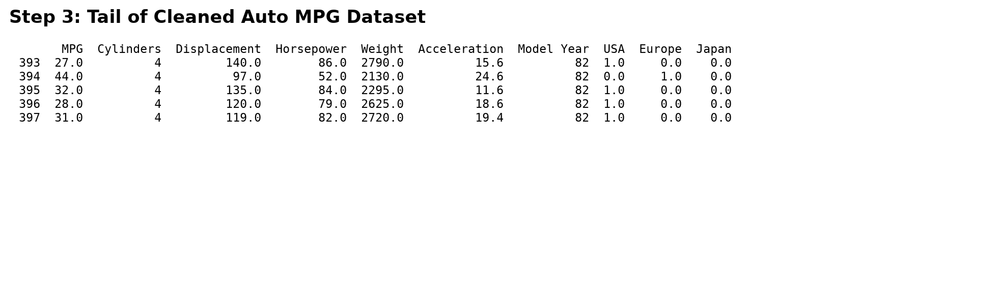 Step 3: Tail of Cleaned Auto MPG Dataset
MPG Cylinders Displacement Horsepower Weight Acceleration Model Year USA Europe Japan
393 27.0 4 140.0 86.0 2790.0 15.6 82 1.0 0.0 0.0
394 44.0 4 97.0 52.0 2130.0 24.6 82 0.0 1.0 0.0
395 32.0 4 135.0 84.0 2295.0 11.6 82 1.0 0.0 0.0
396 28.0 4 120.0 79.0 2625.0 18.6 82 1.0 0.0 0.0
397 31.0 4 119.0 82.0 2720.0 19.4 82 1.0 0.0 0.0